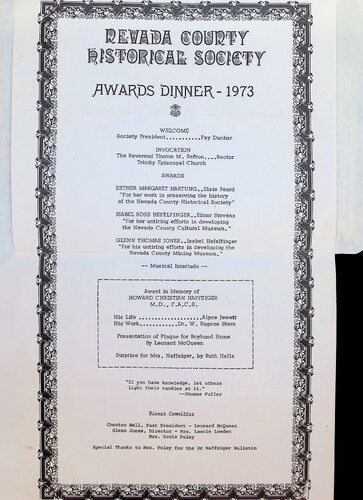 NEVADA COUNTY
HISTORICAL SOCIETY
AWARDS DINNER - 1973
WELCOME
Society President...........Fay Dunbar
INVOCATION
The Reverend Theron M. Sefton....Rector
Trinity Episcopal Church
AWARDS
ESTHER MARGARET HARTUNG..Elsie Peard
"For her work in preserving the history
of the Nevada County Historical Society"
ISABEL ROSS HEFELFINGER..Elmer Stevens
"For her untiring efforts in developing
the Nevada County Cultural Museum."
GLENN THOMAS JONES..Isabel Hefelfinger
"For his untiring efforts in developing
the Nevada County Mining Museum."
-- Musical Interlude --
Award in Memory of
HOWARD CHRISTIAN NAFFZIGER
M.D., F.A.C.S.
His Life ....................Alyce Jewett
His Work.............Dr. W. Eugene Stern
Presentation of Plaque for Boyhood Home
By Leonard McQueen
Surprise for Mrs. Naffziger, by Ruth Halls
"If you have knowledge, let others
light their candles at it."
--Thomas Fuller
Dinner Committee
Chester Hall, Past President - Leonard McQueen
Glenn Jones, Director - Mrs. Laurie Lowden
Mrs. Doris Foley
Special Thanks to Mrs. Foley for the Dr Naffziger Bulletin